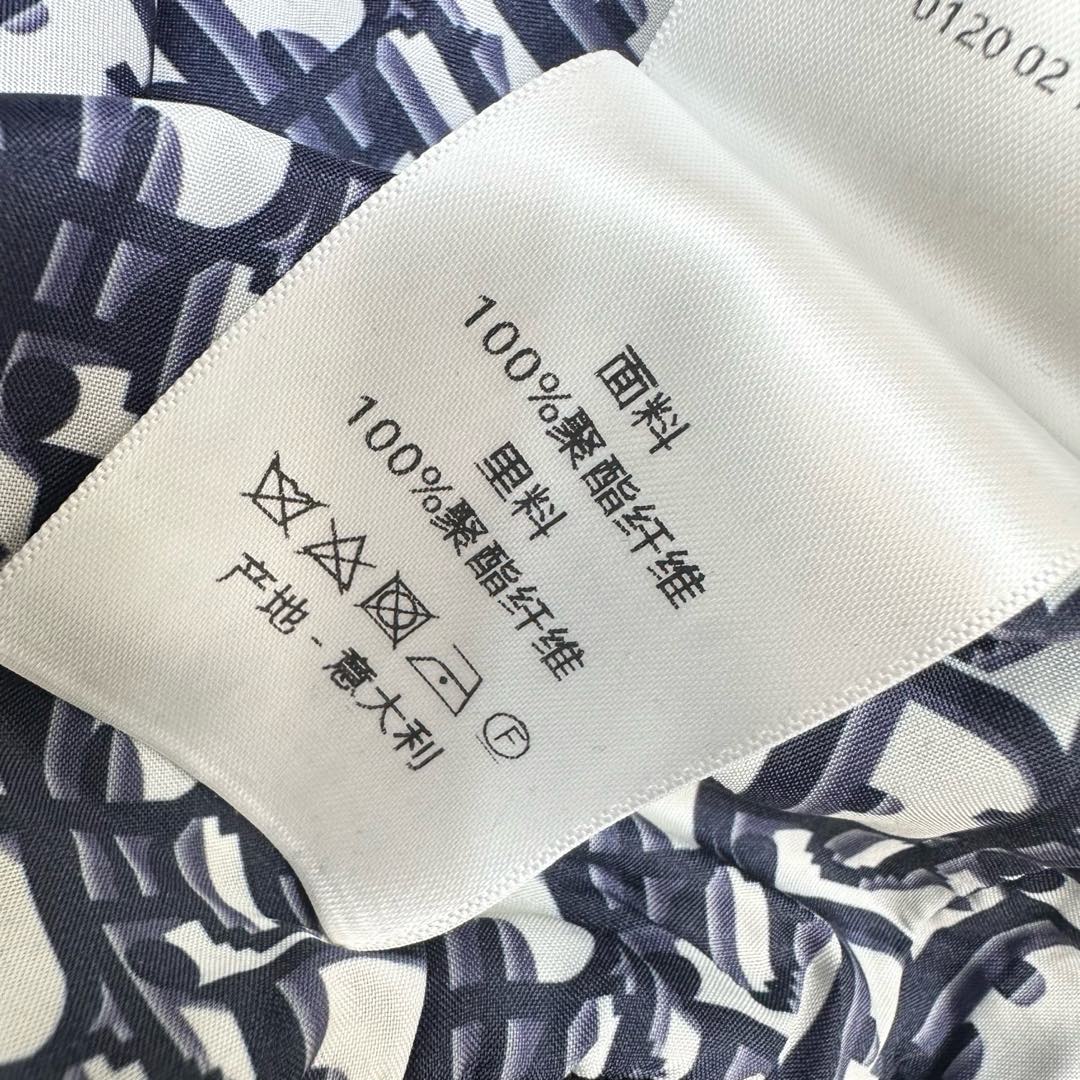 0120 02
面料
100%聚酯纤维
里料
100%聚酯纤维
F
产地 - 意大利